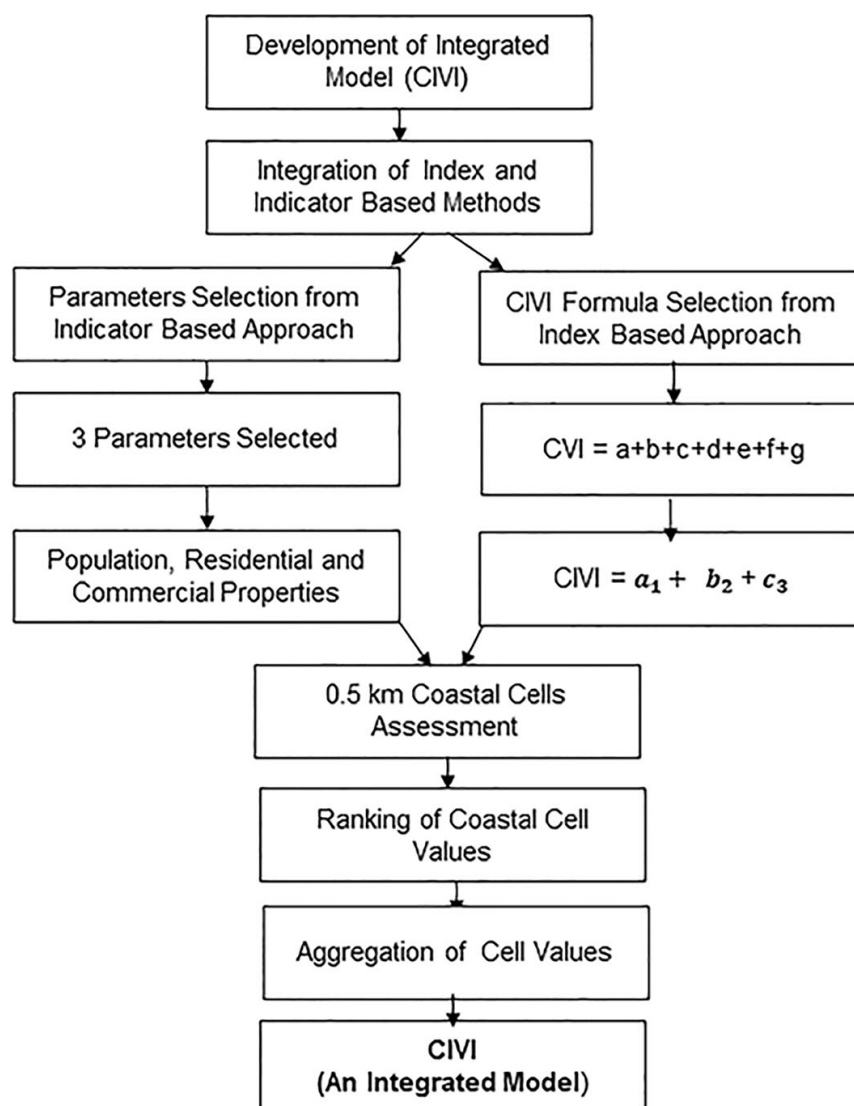 Development of Integrated
Model (CIVI)
Integration of Index and
Indicator Based Methods
Parameters Selection from
Indicator Based Approach
3 Parameters Selected
Population, Residential and
Commercial Properties
CIVI Formula Selection from
Index Based Approach
CVI = a+b+c+d+e+f+g
CIVI = a₁ + b₂ + c₃
0.5 km Coastal Cells
Assessment
Ranking of Coastal Cell
Values
Aggregation of Cell Values
CIVI
(An Integrated Model)